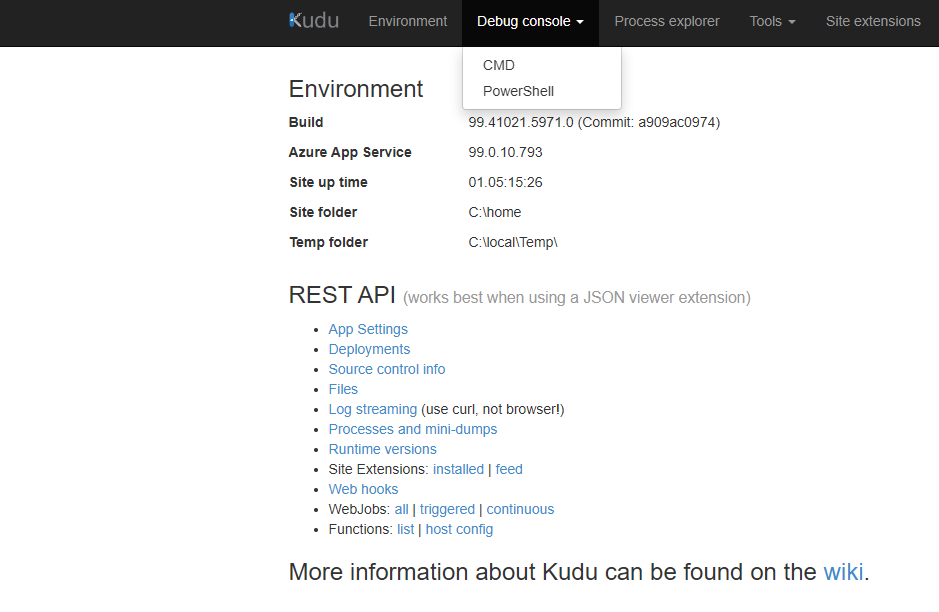 Kudu Environment Debug console Process explorer Tools Site extensions
CMD
PowerShell
Environment
Build 99.41021.5971.0 (Commit: a909ac0974)
Azure App Service 99.0.10.793
Site up time 01.05:15:26
Site folder C:\home
Temp folder C:\local\Temp\
REST API (works best when using a JSON viewer extension)
• App Settings
• Deployments
• Source control info
• Files
• Log streaming (use curl, not browser!)
• Processes and mini-dumps
• Runtime versions
• Site Extensions: installed | feed
• Web hooks
• WebJobs: all | triggered | continuous
• Functions: list | host config
More information about Kudu can be found on the wiki.